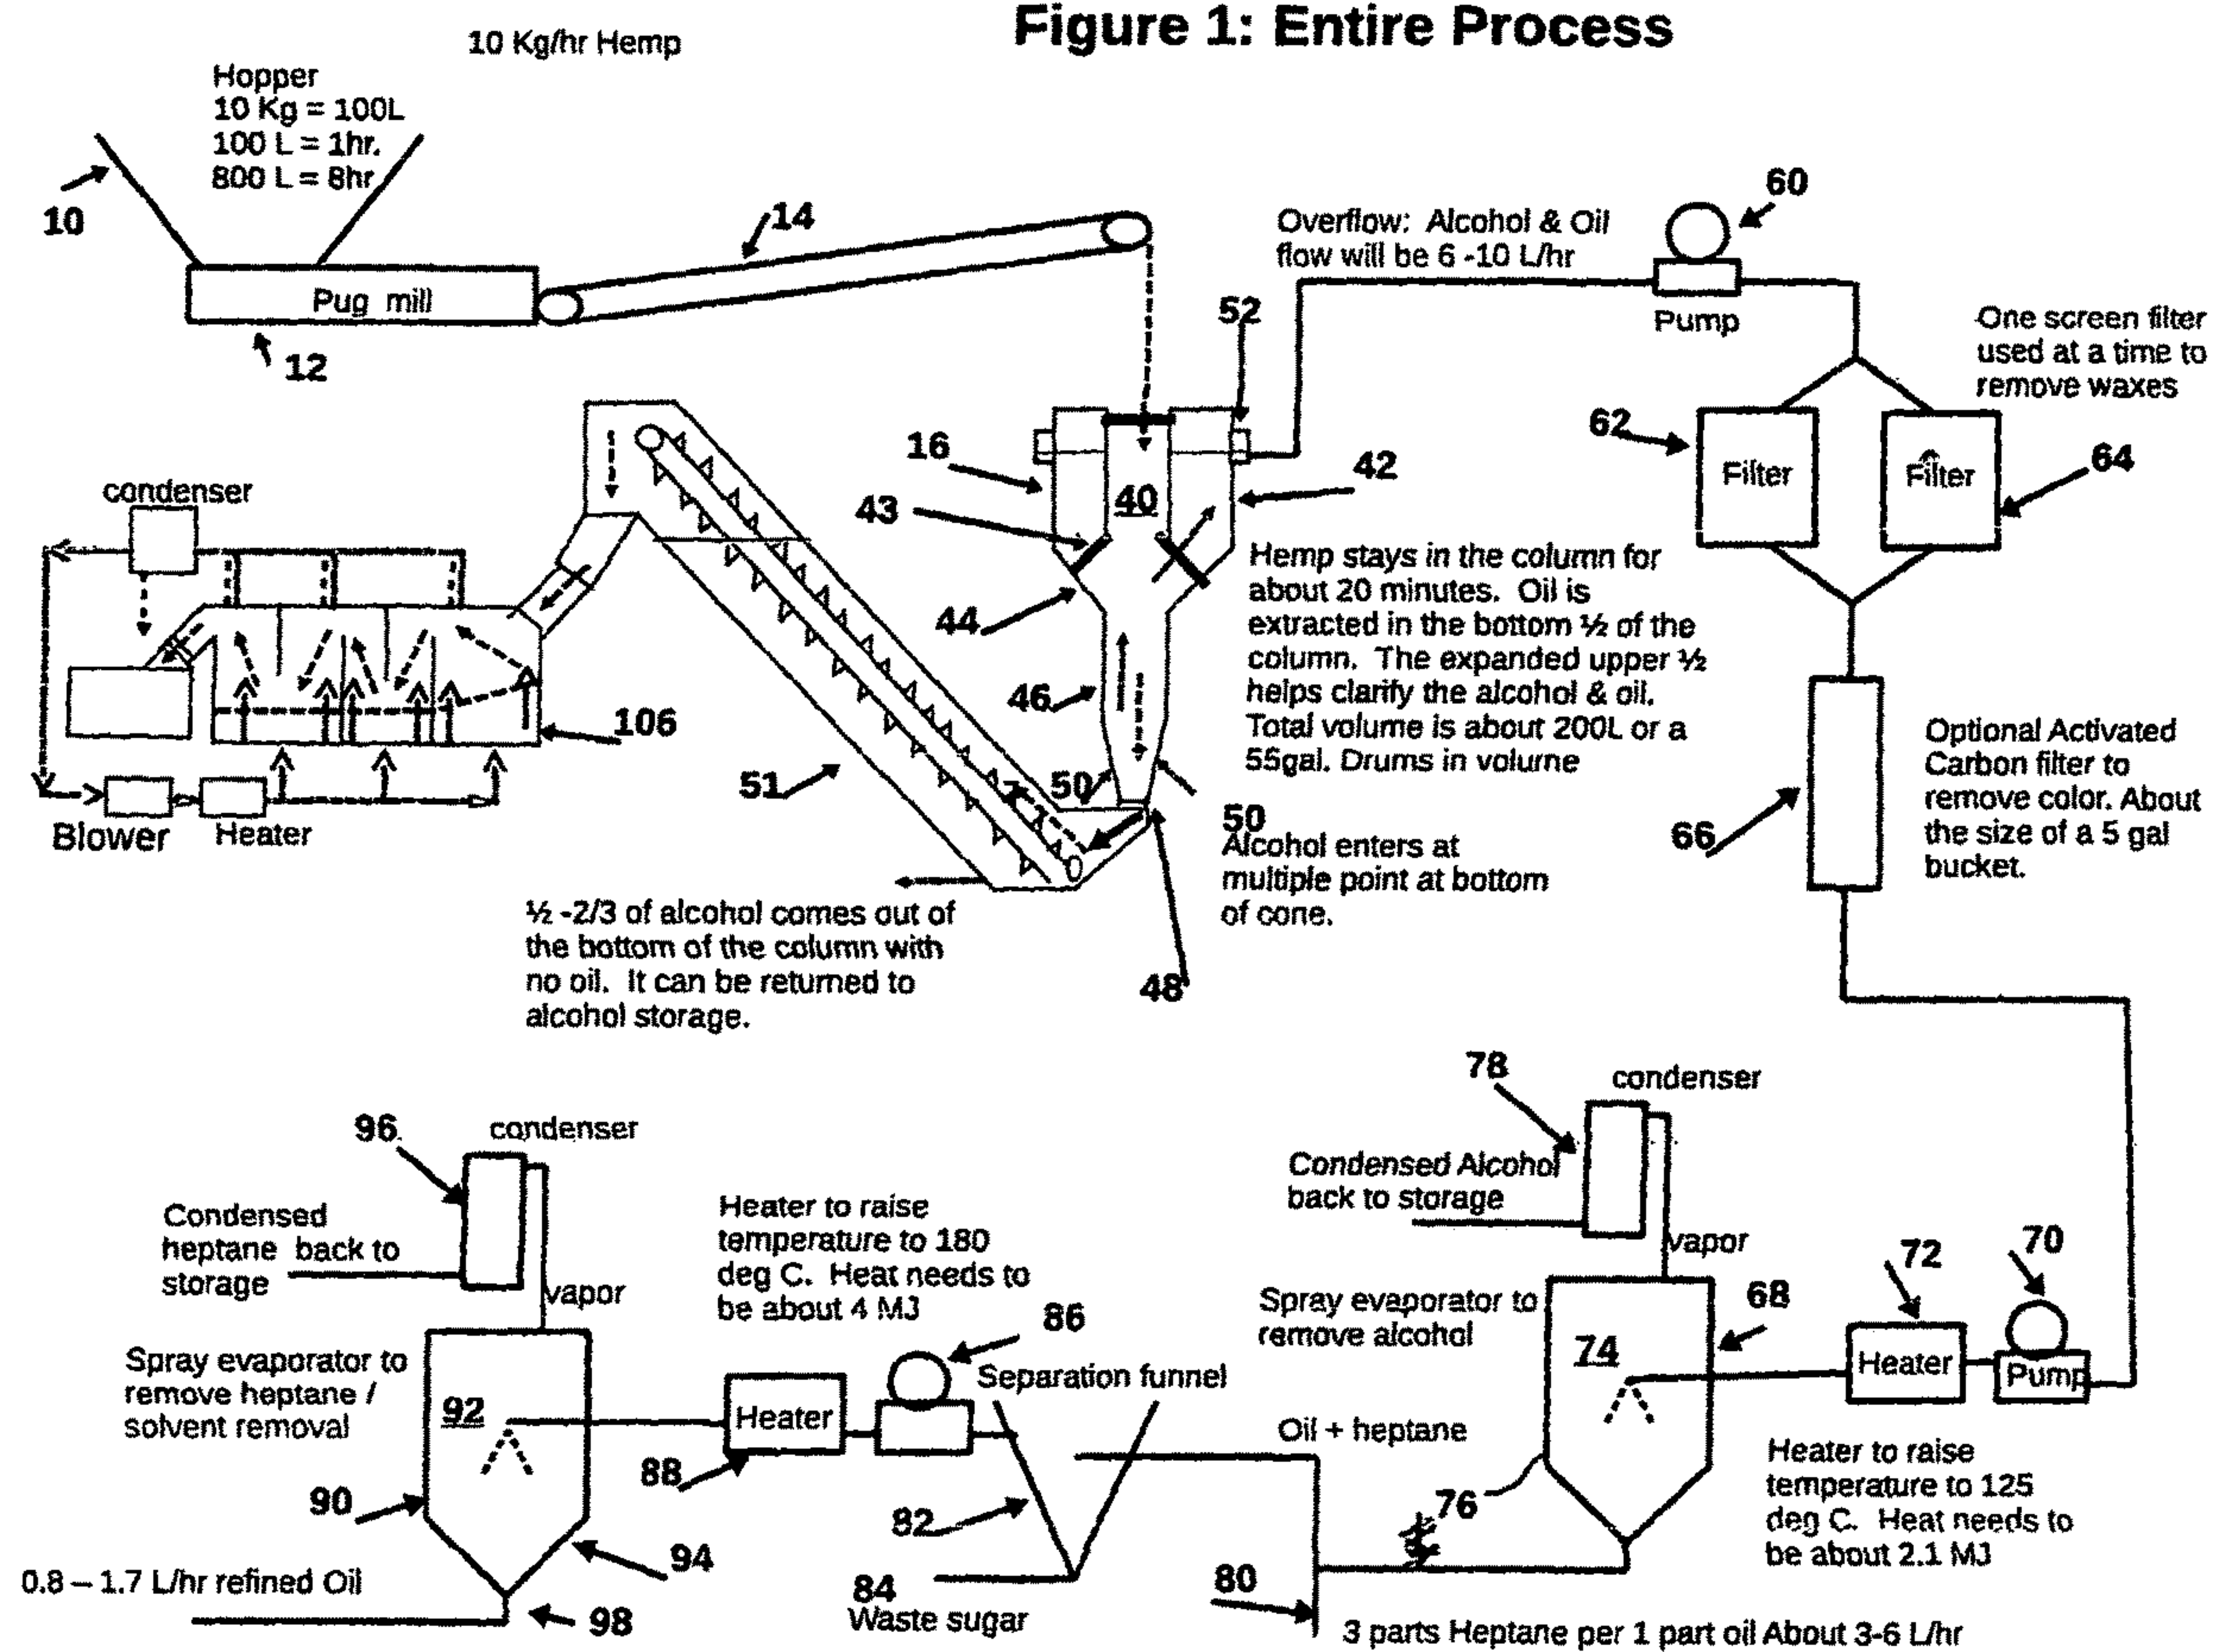 Figure 1: Entire Process
10 Kg/hr Hemp
Hopper
10 Kg = 100L
100 L = 1hr.
800 L = 8hr
10
Pug mill
12
14
Overflow: Alcohol & Oil
flow will be 6 -10 L/hr
60
Pump
52
One screen filter
used at a time to
remove waxes
62
Filter
Filter
64
16
40
42
43
44
46
Hemp stays in the column for
about 20 minutes. Oil is
extracted in the bottom ½ of the
column. The expanded upper ½
helps clarify the alcohol & oil.
Total volume is about 200L or a
55gal. Drums in volume
condenser
106
Blower
Heater
51
50
50
Alcohol enters at
multiple point at bottom
of cone.
48
½ -2/3 of alcohol comes out of
the bottom of the column with
no oil. It can be returned to
alcohol storage.
66
Optional Activated
Carbon filter to
remove color. About
the size of a 5 gal
bucket.
78
condenser
Condensed Alcohol
back to storage
vapor
72
70
68
Spray evaporator to
remove alcohol
74
Heater
Pump
Heater to raise
temperature to 125
deg C. Heat needs to
be about 2.1 MJ
76
96
condenser
Condensed
heptane back to
storage
vapor
Heater to raise
temperature to 180
deg C. Heat needs to
be about 4 MJ
86
Separation funnel
Spray evaporator to
remove heptane /
solvent removal
92
Heater
88
Oil + heptane
90
82
94
0.8 – 1.7 L/hr refined Oil
98
84
Waste sugar
80
3 parts Heptane per 1 part oil About 3-6 L/hr